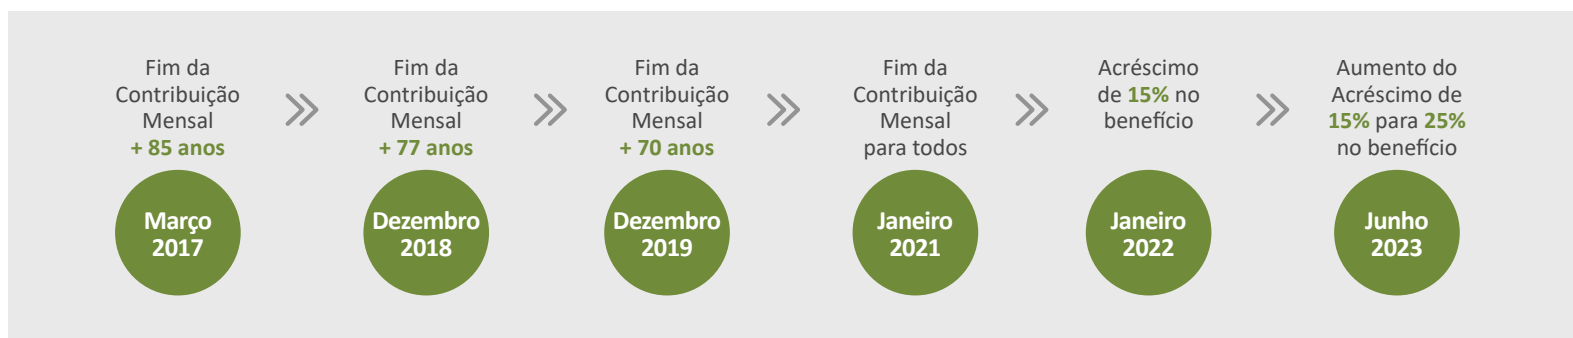 Fim da
Contribuição
Mensal
+ 85 anos
Março
2017
Fim da
Contribuição
Mensal
+ 77 anos
Dezembro
2018
Fim da
Contribuição
Mensal
+ 70 anos
Dezembro
2019
Fim da
Contribuição
Mensal
para todos
Janeiro
2021
Acréscimo
de 15% no
benefício
Janeiro
2022
Aumento do
Acréscimo de
15% para 25%
no benefício
Junho
2023